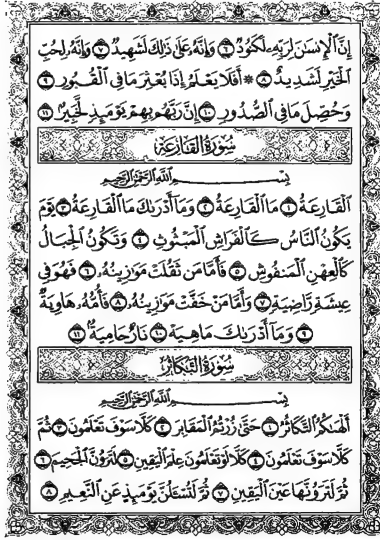 إِنَّ ٱلْإِنسَٰنَ لِرَبِّهِۦ لَكَنُودٌ ٦ وَإِنَّهُۥ عَلَىٰ ذَٰلِكَ لَشَهِيدٌ ٧ وَإِنَّهُۥ لِحُبِّ
ٱلْخَيْرِ لَشَدِيدٌ ٨ ۞ أَفَلَا يَعْلَمُ إِذَا بُعْثِرَ مَا فِى ٱلْقُبُورِ ٩
وَحُصِّلَ مَا فِى ٱلصُّدُورِ ١٠ إِنَّ رَبَّهُم بِهِمْ يَوْمَئِذٍ لَّخَبِيرٌ ١١
سُورَةُ القَارِعَةِ
بِسْمِ ٱللَّهِ ٱلرَّحْمَٰنِ ٱلرَّحِيمِ
ٱلْقَارِعَةُ ١ مَا ٱلْقَارِعَةُ ٢ وَمَآ أَدْرَىٰكَ مَا ٱلْقَارِعَةُ ٣ يَوْمَ
يَكُونُ ٱلنَّاسُ كَٱلْفَرَاشِ ٱلْمَبْثُوثِ ٤ وَتَكُونُ ٱلْجِبَالُ
كَٱلْعِهْنِ ٱلْمَنفُوشِ ٥ فَأَمَّا مَن ثَقُلَتْ مَوَٰزِينُهُۥ ٦ فَهُوَ فِى
عِيشَةٍ رَّاضِيَةٍ ٧ وَأَمَّا مَنْ خَفَّتْ مَوَٰزِينُهُۥ ٨ فَأُمُّهُۥ هَاوِيَةٌ
٩ وَمَآ أَدْرَىٰكَ مَا هِيَهْ ١٠ نَارٌ حَامِيَةٌۢ ١١
سُورَةُ التَّكَاثُرِ
بِسْمِ ٱللَّهِ ٱلرَّحْمَٰنِ ٱلرَّحِيمِ
أَلْهَىٰكُمُ ٱلتَّكَاثُرُ ١ حَتَّىٰ زُرْتُمُ ٱلْمَقَابِرَ ٢ كَلَّا سَوْفَ تَعْلَمُونَ ٣ ثُمَّ
كَلَّا سَوْفَ تَعْلَمُونَ ٤ كَلَّا لَوْ تَعْلَمُونَ عِلْمَ ٱلْيَقِينِ ٥ لَتَرَوُنَّ ٱلْجَحِيمَ ٦
ثُمَّ لَتَرَوُنَّهَا عَيْنَ ٱلْيَقِينِ ٧ ثُمَّ لَتُسْـَٔلُنَّ يَوْمَئِذٍ عَنِ ٱلنَّعِيمِ ٨